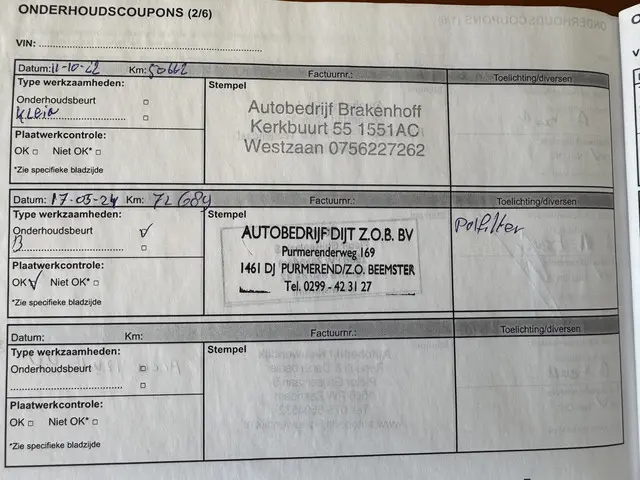 ONDERHOUDSCOUPONS (2/6)
VIN: ........................................
Datum: 11-10-22 Km: 50662 Factuurnr.: Toelichting/diversen
Type werkzaamheden: Stempel
Onderhoudsbeurt □
Klein □
Autobedrijf Brakenhoff
Kerkbuurt 55 1551AC
Westzaan 0756227262
Plaatwerkcontrole:
OK □ Niet OK* □
*Zie specifieke bladzijde
Datum: 17-05-24 Km: 72689 Factuurnr.: Toelichting/diversen
Type werkzaamheden: Stempel
Onderhoudsbeurt √
B □
AUTOBEDRIJF DIJT Z.O.B. BV
Purmerenderweg 169
1461 DJ PURMEREND/Z.O. BEEMSTER
Tel. 0299 - 42 31 27
Polfilter
Plaatwerkcontrole:
OK √ Niet OK* □
*Zie specifieke bladzijde
Datum: Km: Factuurnr.: Toelichting/diversen
Type werkzaamheden: Stempel
Onderhoudsbeurt □
........................ □
Plaatwerkcontrole:
OK □ Niet OK* □
*Zie specifieke bladzijde